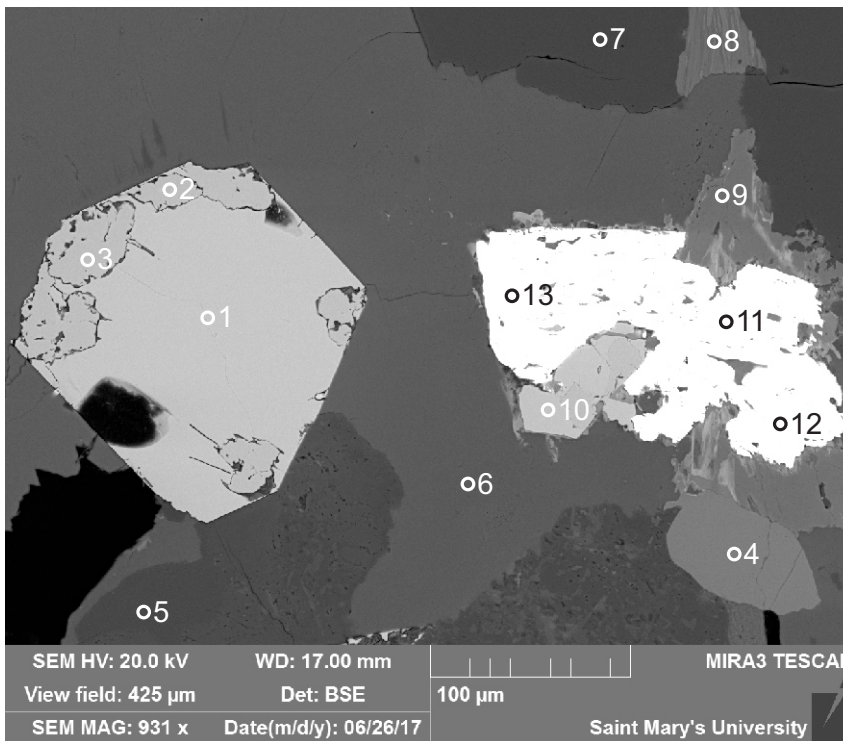 7
8
2
9
3
1
13
11
10
12
6
4
5
SEM HV: 20.0 kV
WD: 17.00 mm
MIRA3 TESCAN
View field: 425 µm
Det: BSE
100 µm
SEM MAG: 931 x
Date(m/d/y): 06/26/17
Saint Mary's University